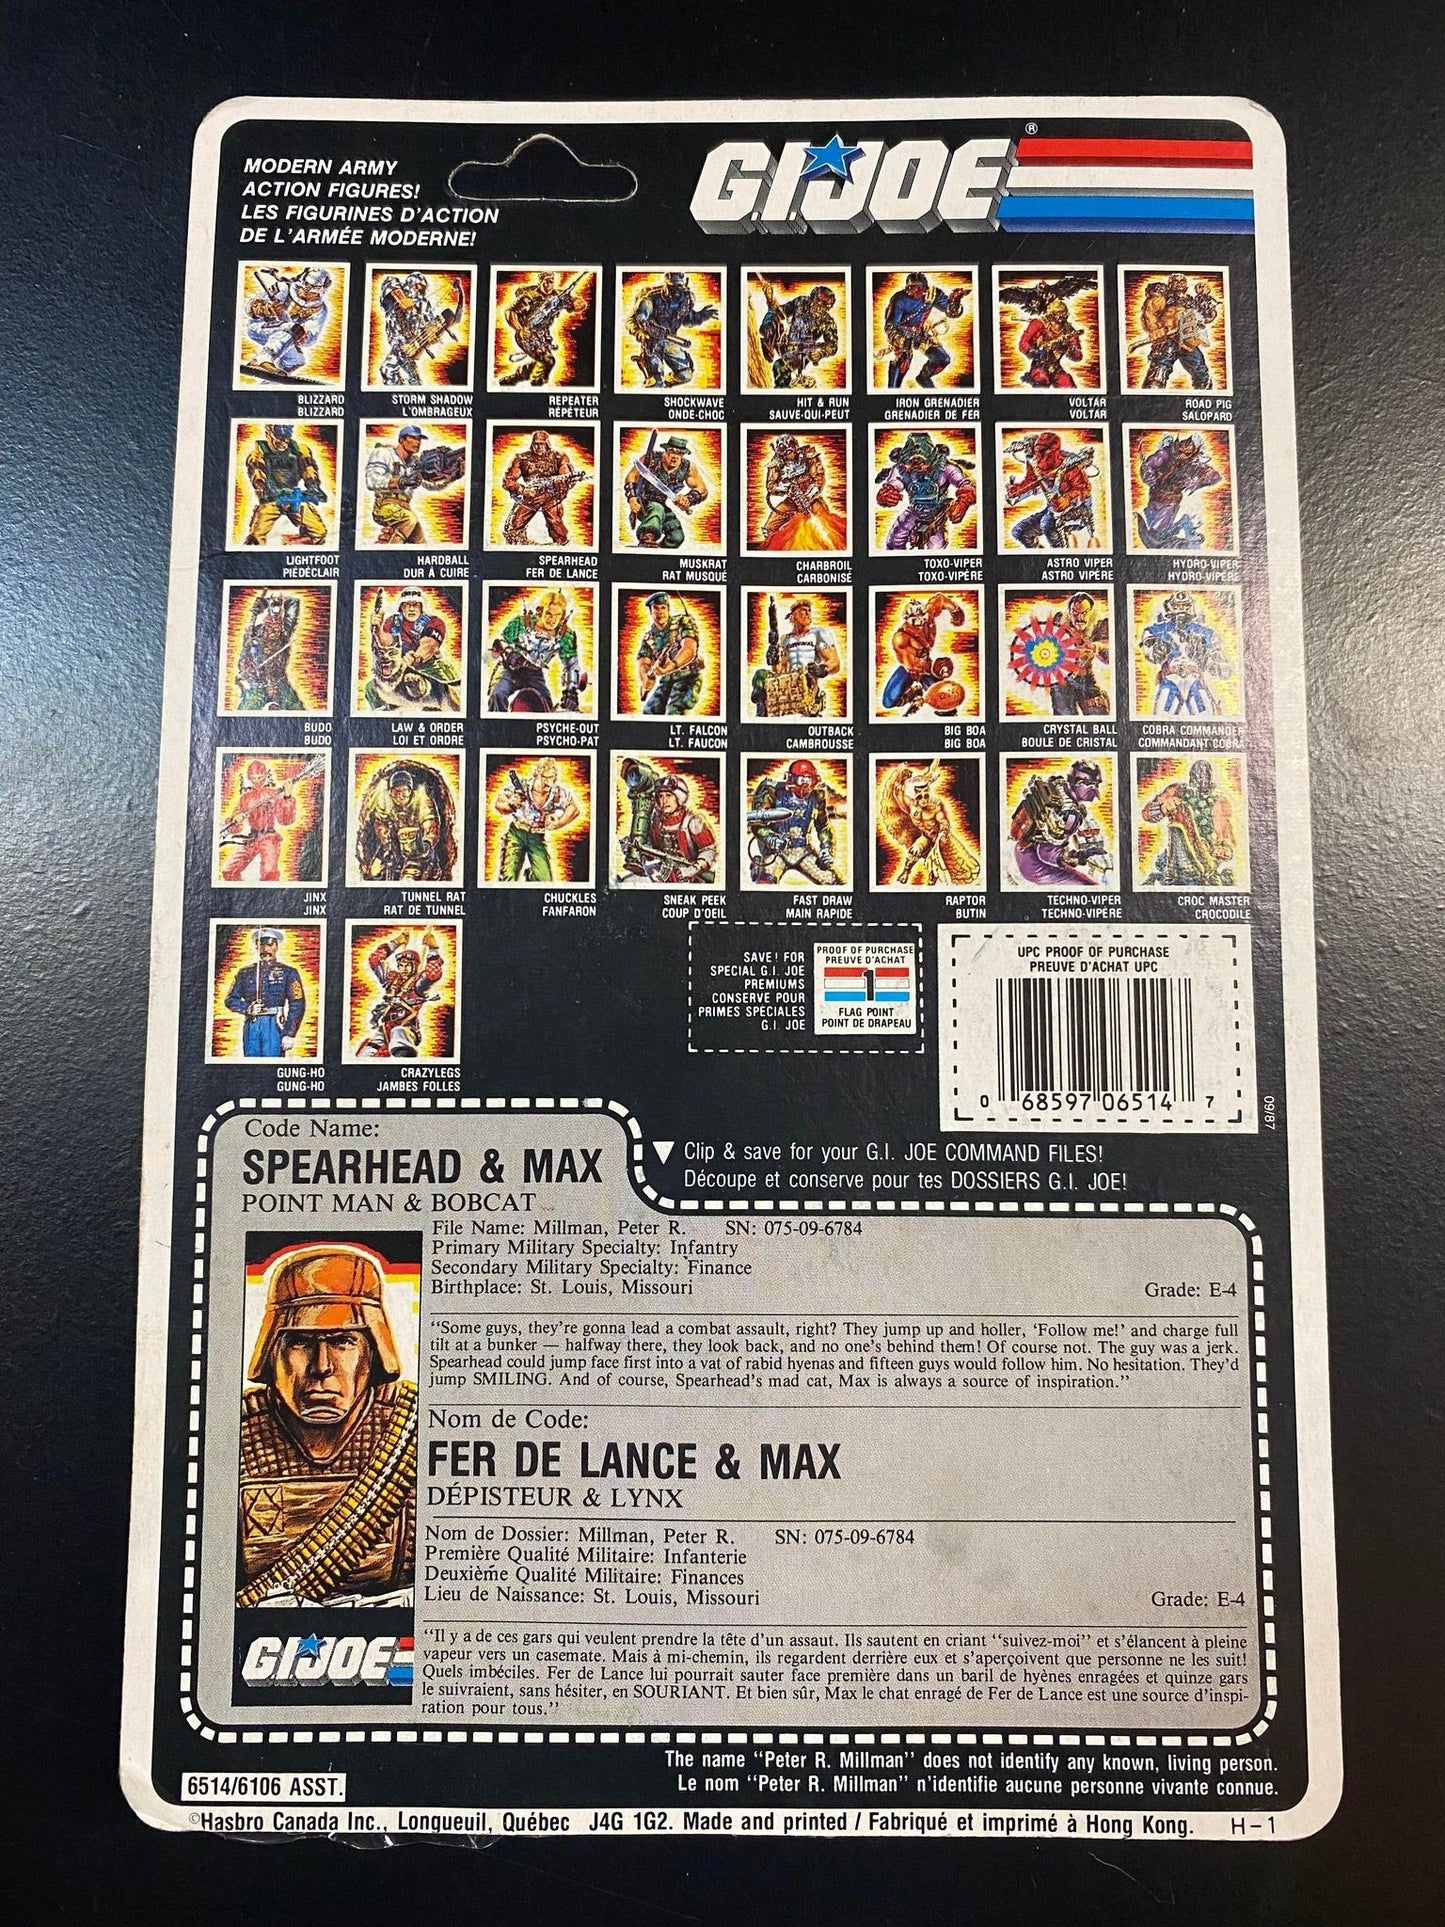 MODERN ARMY
ACTION FIGURES!
LES FIGURINES D'ACTION
DE L'ARMÉE MODERNE!
G.I.JOE®
BLIZZARD
BLIZZARD
STORM SHADOW
L'OMBRAGEUX
REPEATER
RÉPÉTEUR
SHOCKWAVE
ONDE-CHOC
HIT & RUN
SAUVE-QUI-PEUT
IRON GRENADIER
GRENADIER DE FER
VOLTAR
VOLTAR
ROAD PIG
SALOPARD
LIGHTFOOT
PIÉDÉCLAIR
HARDBALL
DUR À CUIRE
SPEARHEAD
FER DE LANCE
MUSKRAT
RAT MUSQUÉ
CHARBROIL
CARBONISÉ
TOXO-VIPER
TOXO-VIPÈRE
ASTRO VIPER
ASTRO VIPÈRE
HYDRO-VIPER
HYDRO-VIPÈRE
BUDO
BUDO
LAW & ORDER
LOI ET ORDRE
PSYCHE-OUT
PSYCHO-PAT
LT. FALCON
LT. FAUCON
OUTBACK
CAMBROUSSE
BIG BOA
BIG BOA
CRYSTAL BALL
BOULE DE CRISTAL
COBRA COMMANDER
COMMANDANT COBRA
JINX
JINX
TUNNEL RAT
RAT DE TUNNEL
CHUCKLES
FANFARON
SNEAK PEEK
COUP D'OEIL
FAST DRAW
MAIN RAPIDE
RAPTOR
BUTIN
TECHNO-VIPER
TECHNO-VIPÈRE
CROC MASTER
CROCODILE
GUNG-HO
GUNG-HO
CRAZYLEGS
JAMBES FOLLES
SAVE! FOR
SPECIAL G.I. JOE
PREMIUMS
CONSERVE POUR
PRIMES SPÉCIALES
G.I. JOE
PROOF OF PURCHASE
PREUVE D'ACHAT
1
FLAG POINT
POINT DE DRAPEAU
UPC PROOF OF PURCHASE
PREUVE D'ACHAT UPC
0 68597 06514 7
09/87
Clip & save for your G.I. JOE COMMAND FILES!
Découpe et conserve pour tes DOSSIERS G.I. JOE!
Code Name:
SPEARHEAD & MAX
POINT MAN & BOBCAT
File Name: Millman, Peter R. SN: 075-09-6784
Primary Military Specialty: Infantry
Secondary Military Specialty: Finance
Birthplace: St. Louis, Missouri Grade: E-4
"Some guys, they're gonna lead a combat assault, right? They jump up and holler, 'Follow me!' and charge full
tilt at a bunker — halfway there, they look back, and no one's behind them! Of course not. The guy was a jerk.
Spearhead could jump face first into a vat of rabid hyenas and fifteen guys would follow him. No hesitation. They'd
jump SMILING. And of course, Spearhead's mad cat, Max is always a source of inspiration."
Nom de Code:
FER DE LANCE & MAX
DÉPISTEUR & LYNX
Nom de Dossier: Millman, Peter R. SN: 075-09-6784
Première Qualité Militaire: Infanterie
Deuxième Qualité Militaire: Finances
Lieu de Naissance: St. Louis, Missouri Grade: E-4
"Il y a de ces gars qui veulent prendre la tête d'un assaut. Ils sautent en criant "suivez-moi" et s'élancent à pleine
vapeur vers un casemate. Mais à mi-chemin, ils regardent derrière eux et s'aperçoivent que personne ne les suit!
Quels imbéciles. Fer de Lance lui pourrait sauter face première dans un baril de hyènes enragées et quinze gars
le suivraient, sans hésiter, en SOURIANT. Et bien sûr, Max le chat enragé de Fer de Lance est une source d'inspi-
ration pour tous."
G.I.JOE
The name "Peter R. Millman" does not identify any known, living person.
Le nom "Peter R. Millman" n'identifie aucune personne vivante connue.
6514/6106 ASST.
©Hasbro Canada Inc., Longueuil, Québec J4G 1G2. Made and printed / Fabriqué et imprimé à Hong Kong. H-1